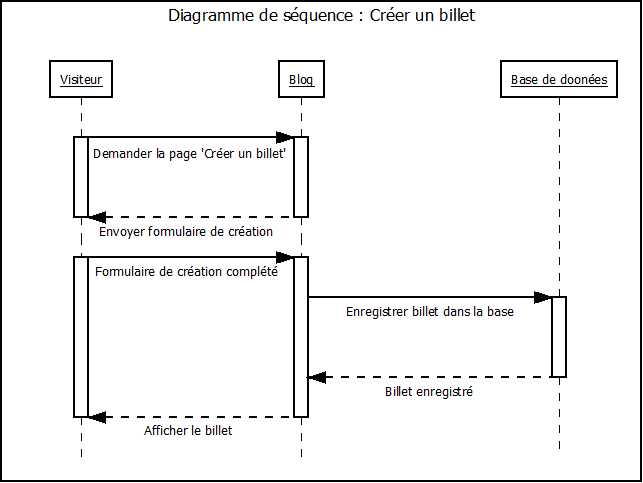 Diagramme de séquence : Créer un billet
Visiteur
Blog
Base de doonées
Demander la page 'Créer un billet'
Envoyer formulaire de création
Formulaire de création complété
Enregistrer billet dans la base
Billet enregistré
Afficher le billet